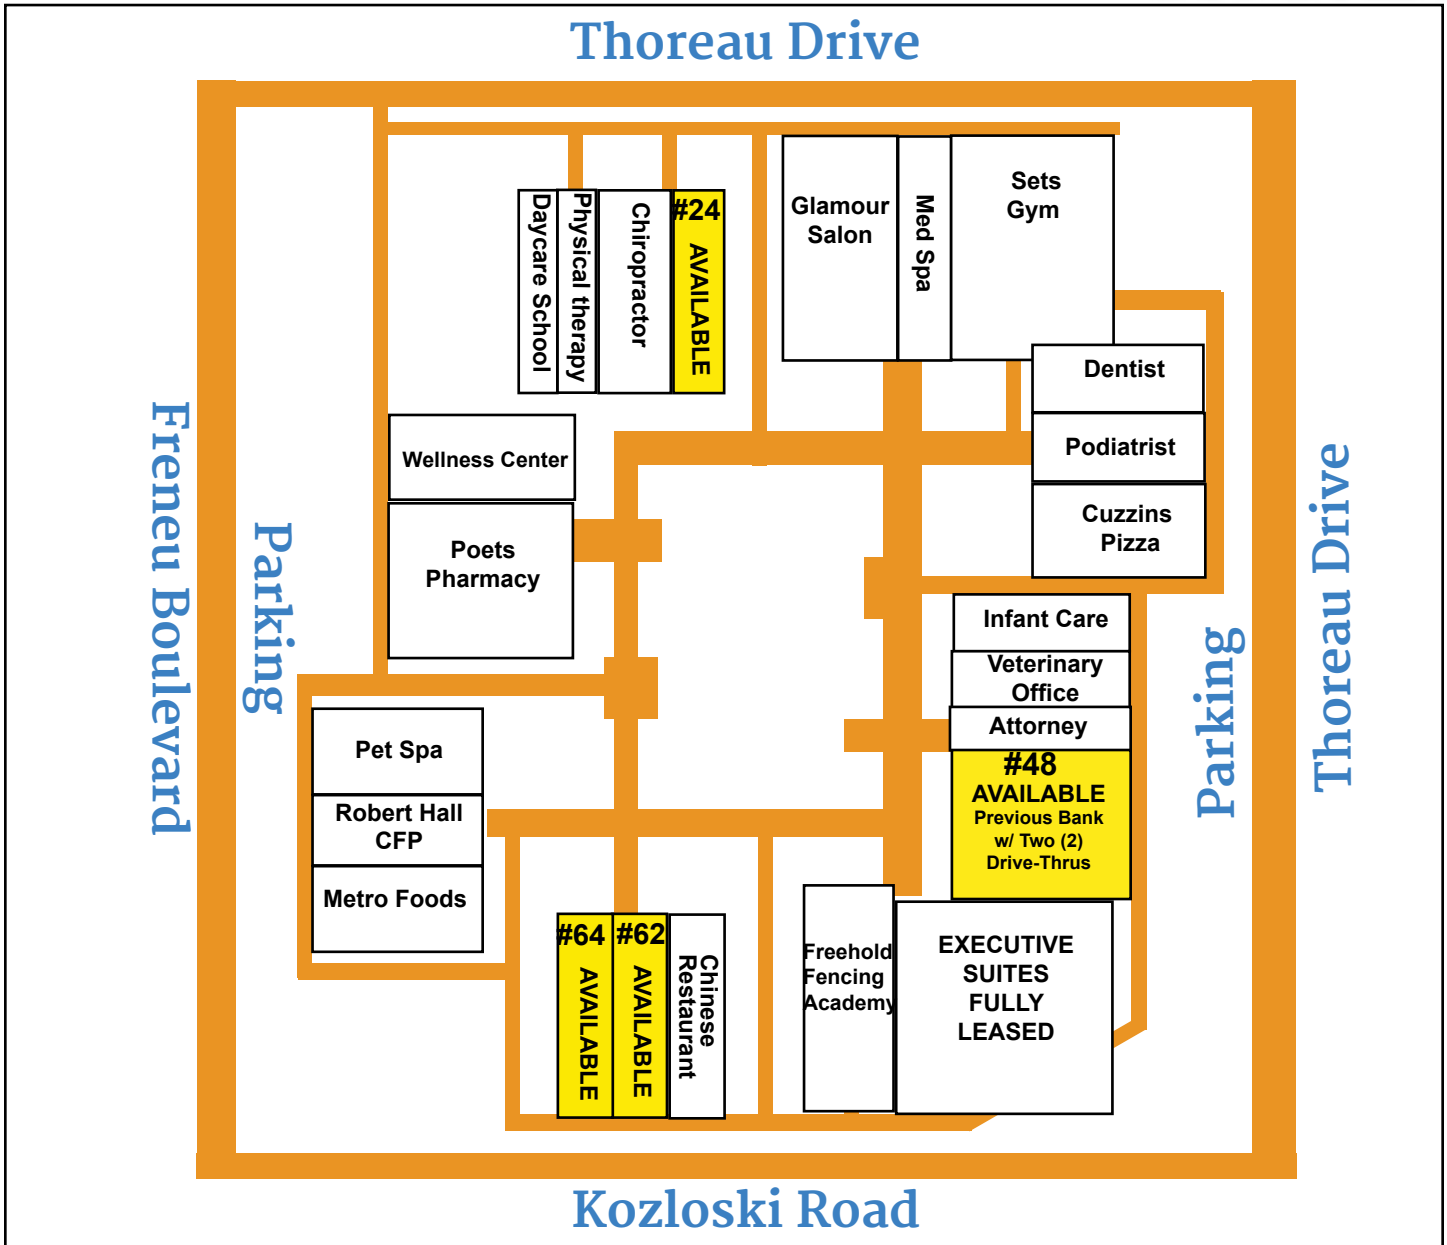 Thoreau Drive
Glamour
Salon
Med Spa
Sets
Gym
Daycare School
Physical therapy
Chiropractor
#24
AVAILABLE
Dentist
Podiatrist
Cuzzins
Pizza
Wellness Center
Poets
Pharmacy
Freneu Boulevard
Parking
Thoreau Drive
Parking
Infant Care
Veterinary
Office
Attorney
#48
AVAILABLE
Previous Bank
w/ Two (2)
Drive-Thrus
Pet Spa
Robert Hall
CFP
Metro Foods
#64
AVAILABLE
#62
AVAILABLE
Chinese
Restaurant
Freehold
Fencing
Academy
EXECUTIVE
SUITES
FULLY
LEASED
Kozloski Road